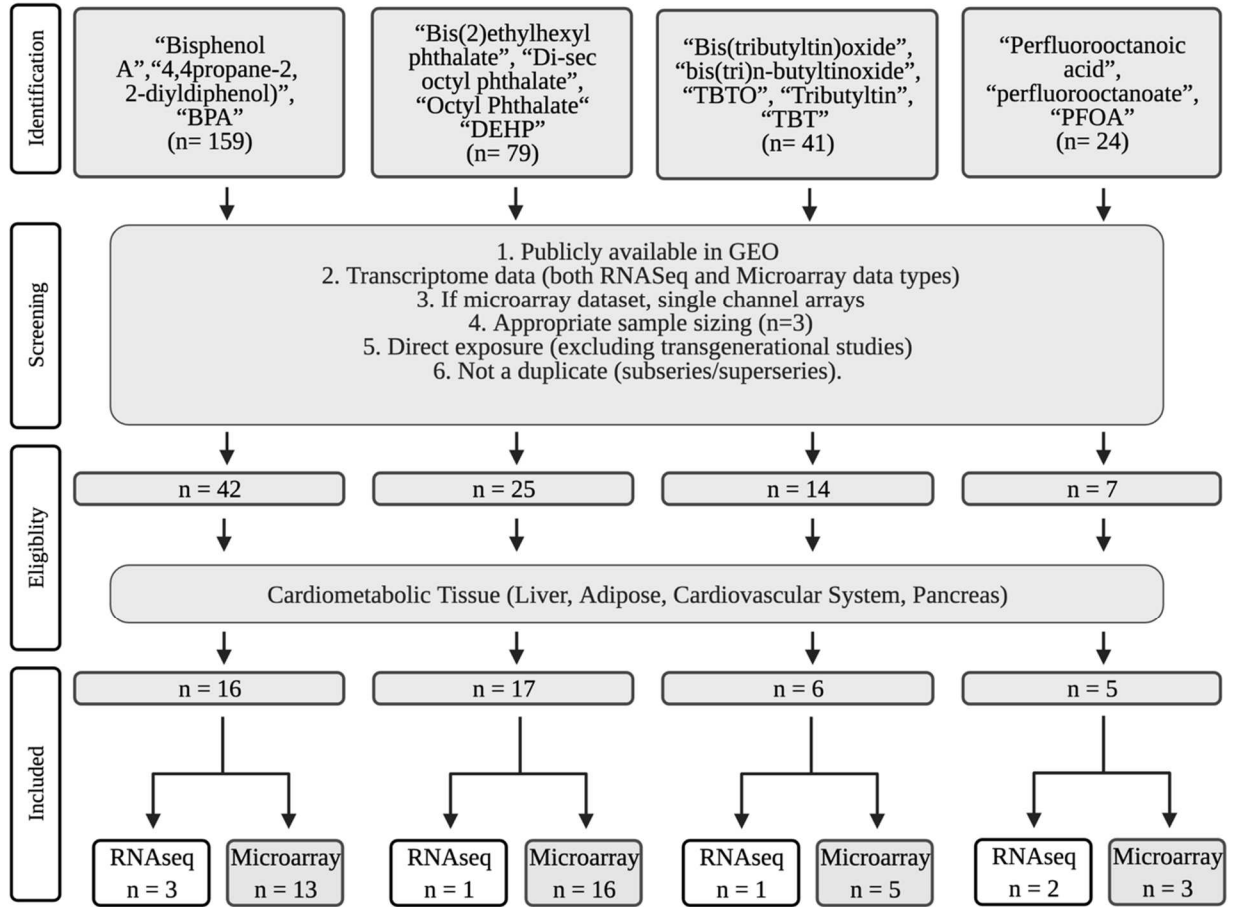 Identification
“Bisphenol
A”,“4,4propane-2,
2-diyldiphenol)”,
“BPA”
(n= 159)
“Bis(2)ethylhexyl
phthalate”, “Di-sec
octyl phthalate”,
“Octyl Phthalate“
“DEHP”
(n= 79)
“Bis(tributyltin)oxide”,
“bis(tri)n-butyltinoxide”,
“TBTO”, “Tributyltin”,
“TBT”
(n= 41)
“Perfluorooctanoic
acid”,
“perfluorooctanoate”,
“PFOA”
(n= 24)
Screening
1. Publicly available in GEO
2. Transcriptome data (both RNASeq and Microarray data types)
3. If microarray dataset, single channel arrays
4. Appropriate sample sizing (n=3)
5. Direct exposure (excluding transgenerational studies)
6. Not a duplicate (subseries/superseries).
Eligiblity
n = 42
n = 25
n = 14
n = 7
Cardiometabolic Tissue (Liver, Adipose, Cardiovascular System, Pancreas)
Included
n = 16
n = 17
n = 6
n = 5
RNAseq
n = 3
Microarray
n = 13
RNAseq
n = 1
Microarray
n = 16
RNAseq
n = 1
Microarray
n = 5
RNAseq
n = 2
Microarray
n = 3